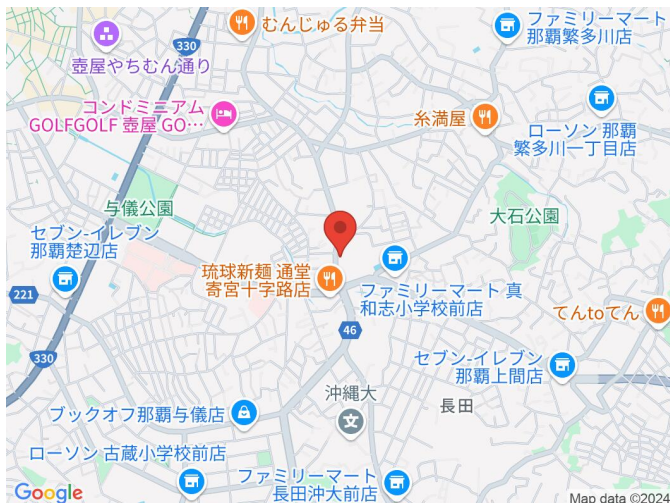 むんじゅる弁当
ファミリーマート
那覇繁多川店
330
壺屋やちむん通り
コンドミニアム
GOLFGOLF 壺屋 GO…
糸満屋
ローソン 那覇
繁多川一丁目店
与儀公園
大石公園
セブン-イレブン
那覇楚辺店
琉球新麺 通堂
寄宮十字路店
ファミリーマート 真
和志小学校前店
221
てんtoてん
46
330
セブン-イレブン
那覇上間店
沖縄大
長田
ブックオフ那覇与儀店
ローソン 古蔵小学校前店
ファミリーマート
長田沖大前店
Google
Map data ©2024